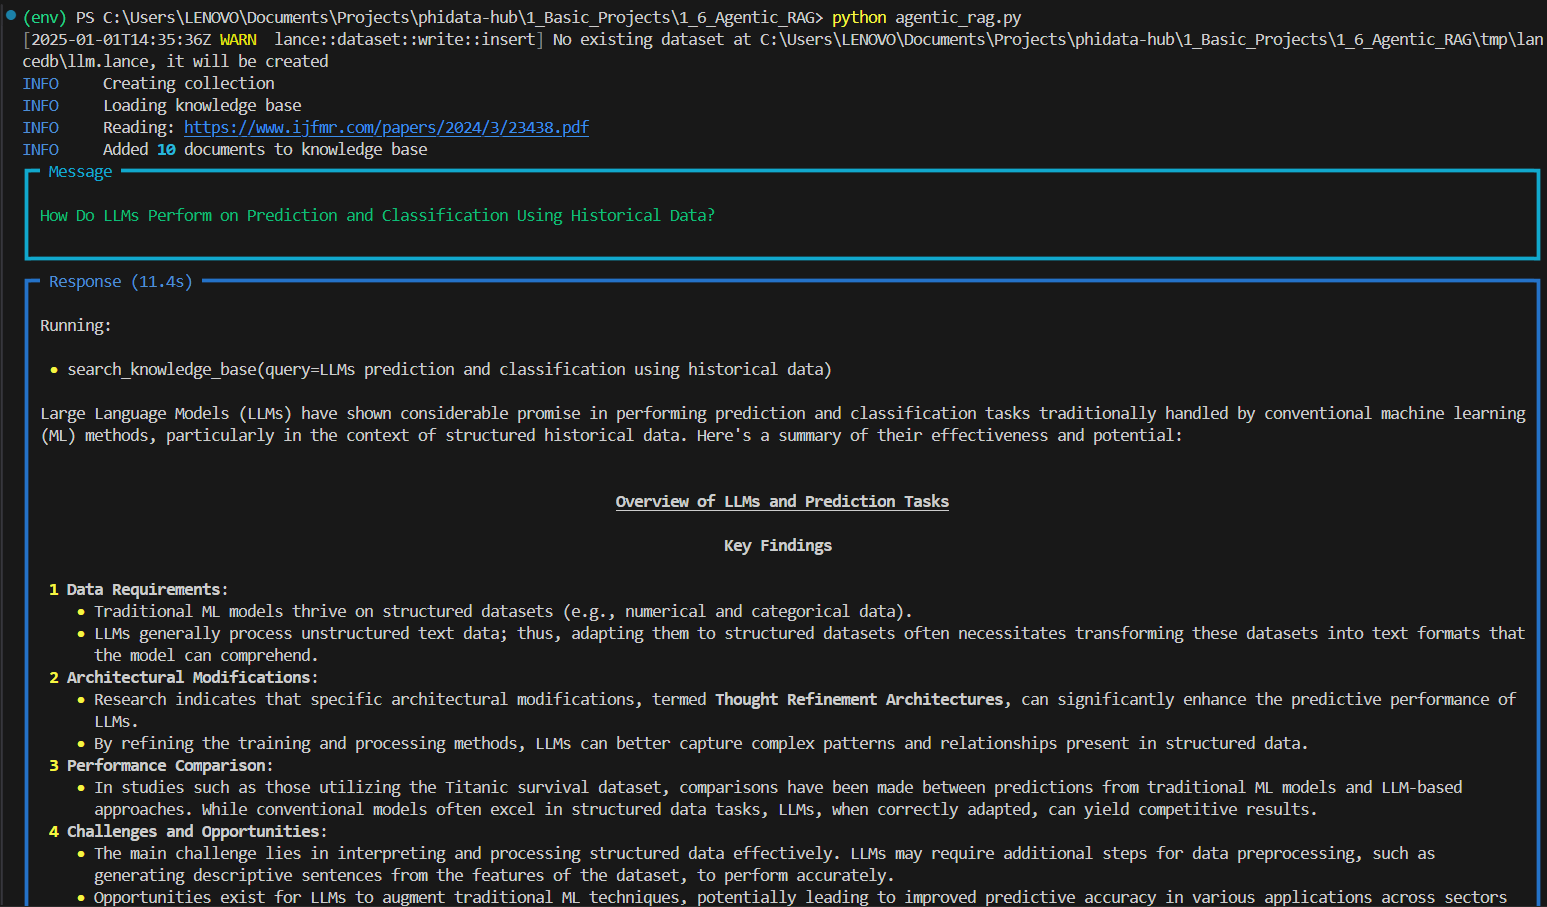 (env) PS C:\Users\LENOVO\Documents\Projects\phidata-hub\1_Basic_Projects\1_6_Agentic_RAG> python agentic_rag.py
[2025-01-01T14:35:36Z WARN  lance::dataset::write::insert] No existing dataset at C:\Users\LENOVO\Documents\Projects\phidata-hub\1_Basic_Projects\1_6_Agentic_RAG\tmp\lan
cedb\llm.lance, it will be created
INFO     Creating collection
INFO     Loading knowledge base
INFO     Reading: https://www.ijfmr.com/papers/2024/3/23438.pdf
INFO     Added 10 documents to knowledge base
Message
How Do LLMs Perform on Prediction and Classification Using Historical Data?
Response (11.4s)
Running:
• search_knowledge_base(query=LLMs prediction and classification using historical data)
Large Language Models (LLMs) have shown considerable promise in performing prediction and classification tasks traditionally handled by conventional machine learning
(ML) methods, particularly in the context of structured historical data. Here's a summary of their effectiveness and potential:
Overview of LLMs and Prediction Tasks
Key Findings
1 Data Requirements:
• Traditional ML models thrive on structured datasets (e.g., numerical and categorical data).
• LLMs generally process unstructured text data; thus, adapting them to structured datasets often necessitates transforming these datasets into text formats that
the model can comprehend.
2 Architectural Modifications:
• Research indicates that specific architectural modifications, termed Thought Refinement Architectures, can significantly enhance the predictive performance of
LLMs.
• By refining the training and processing methods, LLMs can better capture complex patterns and relationships present in structured data.
3 Performance Comparison:
• In studies such as those utilizing the Titanic survival dataset, comparisons have been made between predictions from traditional ML models and LLM-based
approaches. While conventional models often excel in structured data tasks, LLMs, when correctly adapted, can yield competitive results.
4 Challenges and Opportunities:
• The main challenge lies in interpreting and processing structured data effectively. LLMs may require additional steps for data preprocessing, such as
generating descriptive sentences from the features of the dataset, to perform accurately.
• Opportunities exist for LLMs to augment traditional ML techniques, potentially leading to improved predictive accuracy in various applications across sectors